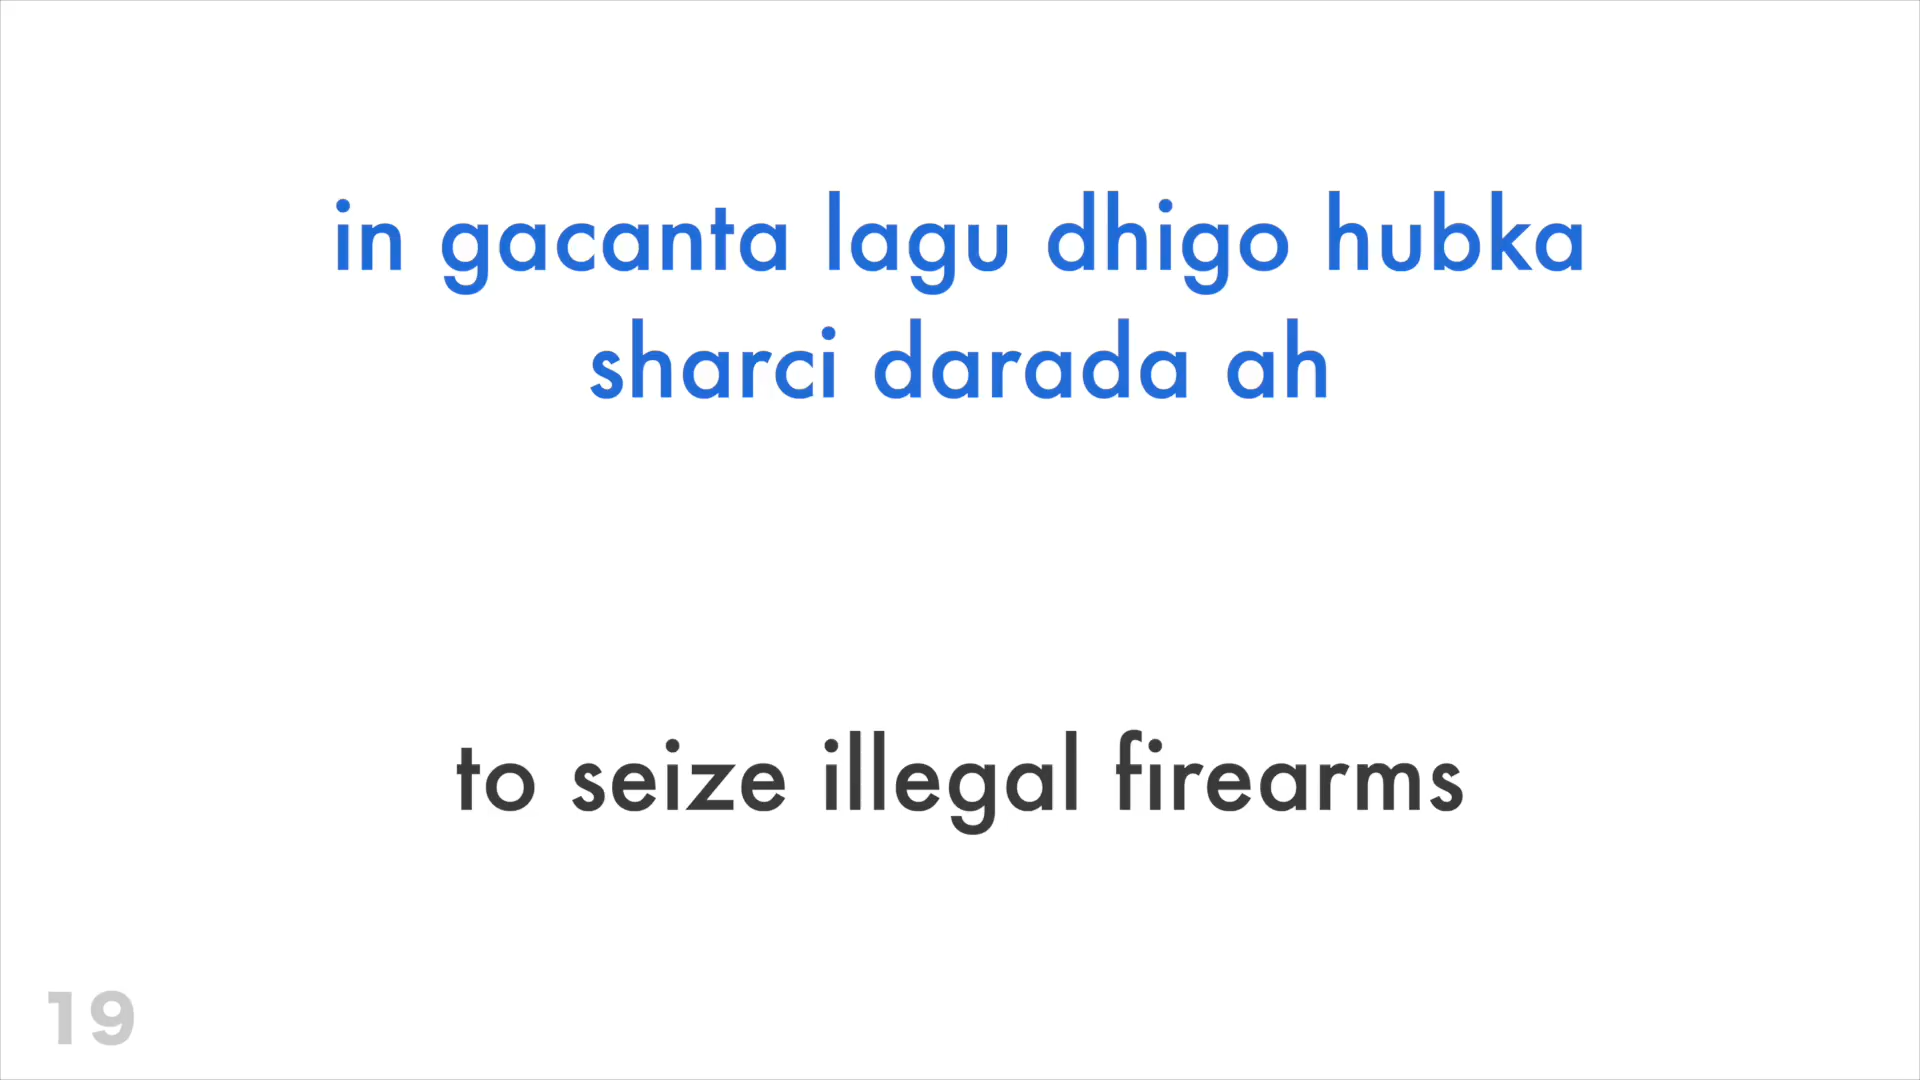 in gacanta lagu dhigo hubka
sharci darada ah
to seize illegal firearms
19